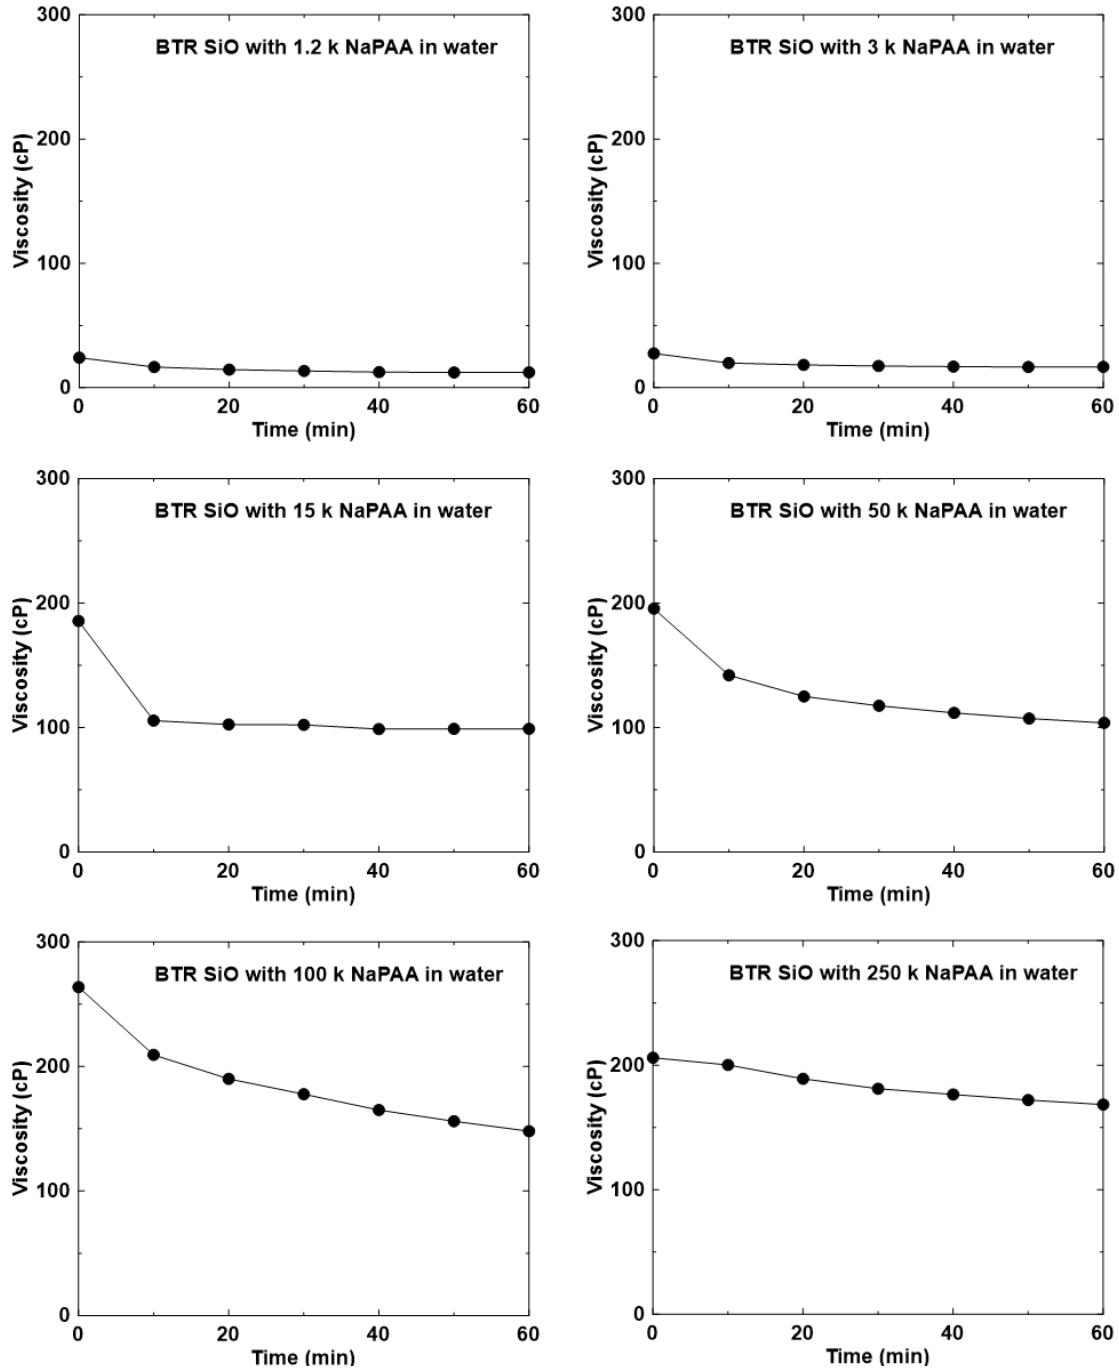 BTR SiO with 1.2 k NaPAA in water
Viscosity (cP)
300
200
100
0
0 20 40 60
Time (min)
BTR SiO with 3 k NaPAA in water
Viscosity (cP)
300
200
100
0
0 20 40 60
Time (min)
BTR SiO with 15 k NaPAA in water
Viscosity (cP)
300
200
100
0
0 20 40 60
Time (min)
BTR SiO with 50 k NaPAA in water
Viscosity (cP)
300
200
100
0
0 20 40 60
Time (min)
BTR SiO with 100 k NaPAA in water
Viscosity (cP)
300
200
100
0
0 20 40 60
Time (min)
BTR SiO with 250 k NaPAA in water
Viscosity (cP)
300
200
100
0
0 20 40 60
Time (min)